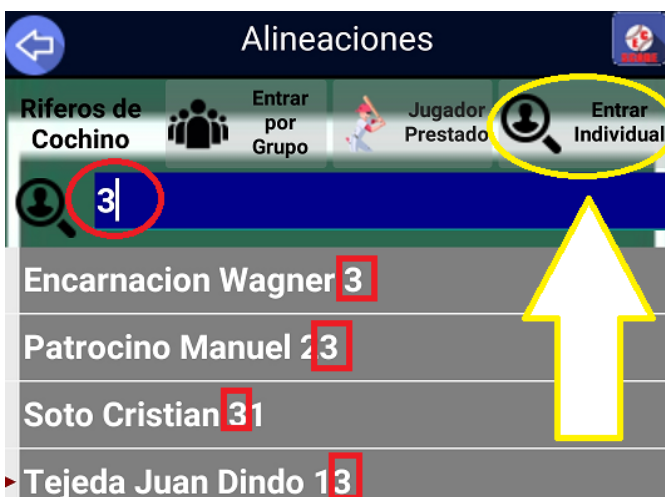 Alineaciones
Riferos de
Cochino
Entrar
por
Grupo
Jugador
Prestado
Entrar
Individual
3
Encarnacion Wagner 3
Patrocino Manuel 23
Soto Cristian 31
Tejeda Juan Dindo 13